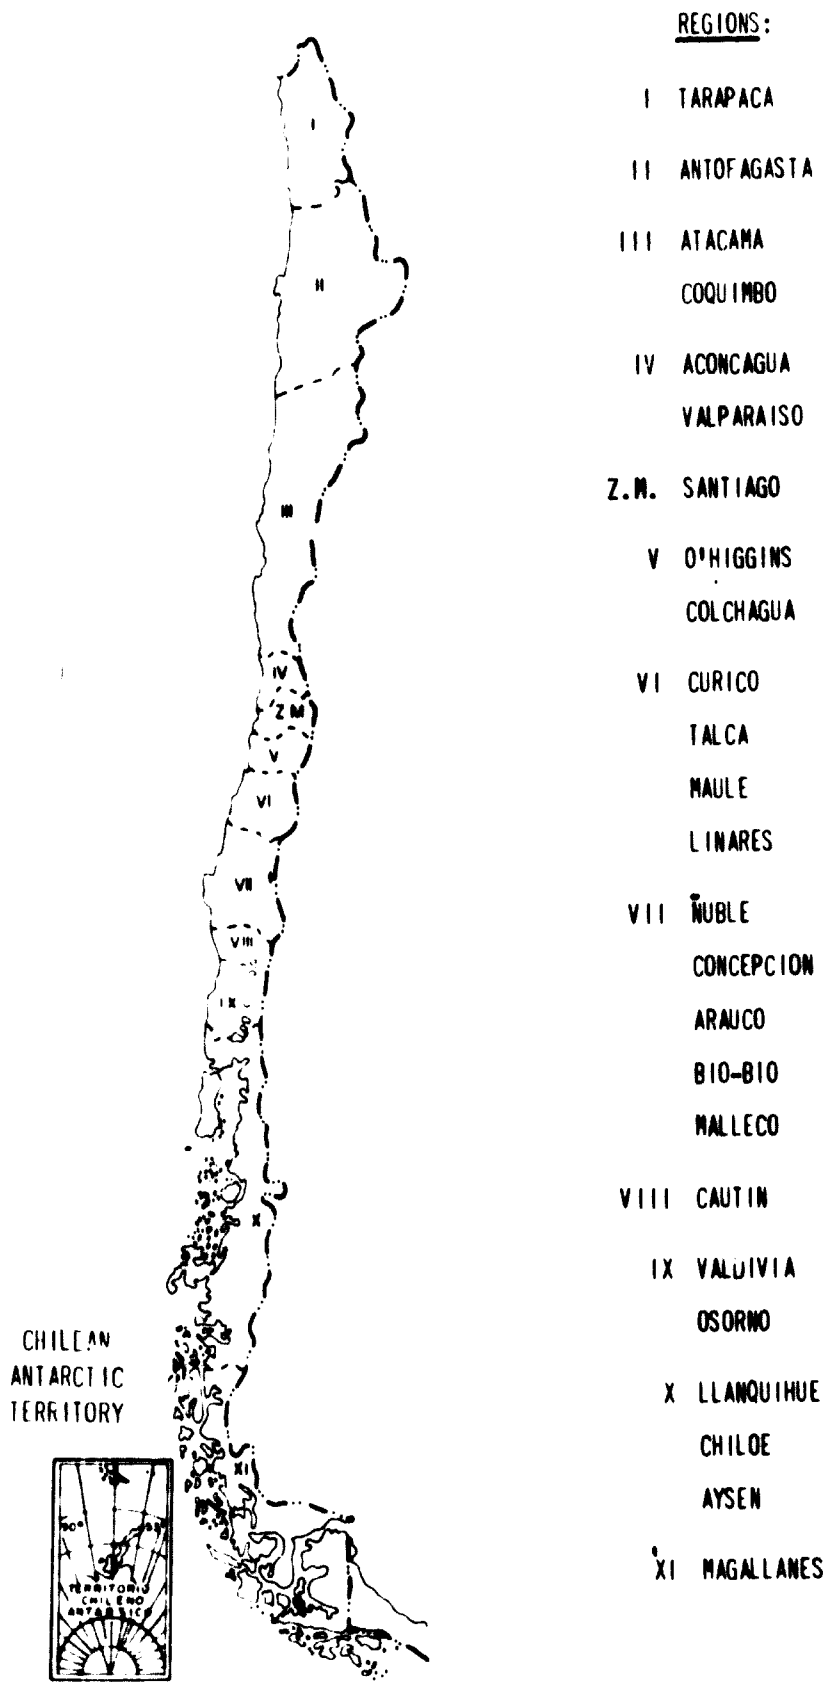 REGIONS:
I TARAPACA
II ANTOFAGASTA
III ATACAMA
COQUIMBO
IV ACONCAGUA
VALPARAISO
Z.M. SANTIAGO
V O'HIGGINS
COLCHAGUA
VI CURICO
TALCA
MAULE
LINARES
VII ÑUBLE
CONCEPCION
ARAUCO
BIO-BIO
MALLECO
VIII CAUTIN
IX VALDIVIA
OSORNO
X LLANQUIHUE
CHILOE
AYSEN
XI MAGALLANES
I
II
III
IV
Z M
V
VI
VII
VIII
IX
X
XI
CHILEAN
ANTARCTIC
TERRITORY
90° 53°
TERRITORIO
CHILENO
ANTARTICO